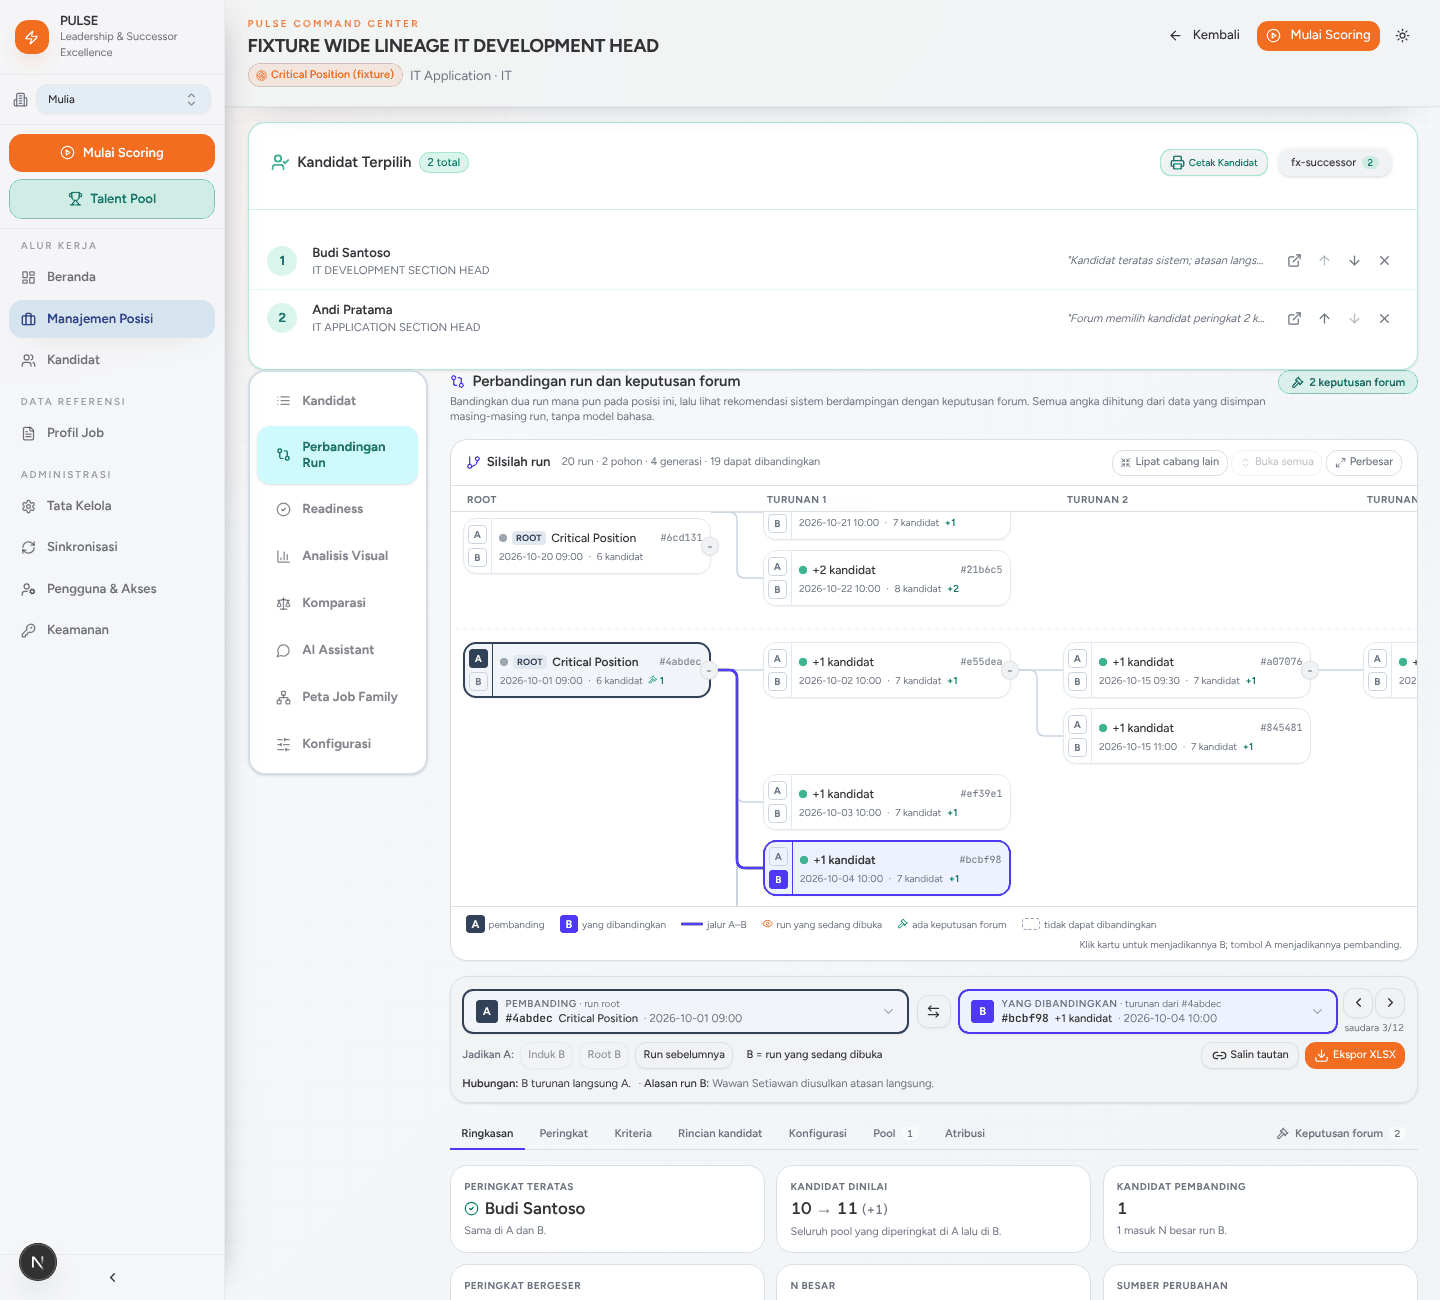 PULSE
Leadership & Successor
Excellence
Mulia
Mulai Scoring
Talent Pool
ALUR KERJA
Beranda
Manajemen Posisi
Kandidat
DATA REFERENSI
Profil Job
ADMINISTRASI
Tata Kelola
Sinkronisasi
Pengguna & Akses
Keamanan
N
PULSE COMMAND CENTER
FIXTURE WIDE LINEAGE IT DEVELOPMENT HEAD
Critical Position (fixture) IT Application · IT
Kembali
Mulai Scoring
Kandidat Terpilih 2 total
Cetak Kandidat
fx-successor 2
1 Budi Santoso
IT DEVELOPMENT SECTION HEAD
"Kandidat teratas sistem; atasan langs...
2 Andi Pratama
IT APPLICATION SECTION HEAD
"Forum memilih kandidat peringkat 2 k...
Kandidat
Perbandingan
Run
Readiness
Analisis Visual
Komparasi
AI Assistant
Peta Job Family
Konfigurasi
Perbandingan run dan keputusan forum
2 keputusan forum
Bandingkan dua run mana pun pada posisi ini, lalu lihat rekomendasi sistem berdampingan dengan keputusan forum. Semua angka dihitung dari data yang disimpan
masing-masing run, tanpa model bahasa.
Silsilah run 20 run · 2 pohon · 4 generasi · 19 dapat dibandingkan
Lipat cabang lain
Buka semua
Perbesar
ROOT TURUNAN 1 TURUNAN 2 TURUNAN
B 2026-10-21 10:00 · 7 kandidat +1
A B ROOT Critical Position #6cd131
2026-10-20 09:00 · 6 kandidat
A B +2 kandidat #21b6c5
2026-10-22 10:00 · 8 kandidat +2
A B ROOT Critical Position #4abdec
2026-10-01 09:00 · 6 kandidat 1
A B +1 kandidat #e55dea
2026-10-02 10:00 · 7 kandidat +1
A B +1 kandidat #a07076
2026-10-15 09:30 · 7 kandidat +1
A B +
202
A B +1 kandidat #845481
2026-10-15 11:00 · 7 kandidat +1
A B +1 kandidat #ef39e1
2026-10-03 10:00 · 7 kandidat +1
A B +1 kandidat #bcbf98
2026-10-04 10:00 · 7 kandidat +1
A pembanding B yang dibandingkan jalur A–B run yang sedang dibuka ada keputusan forum tidak dapat dibandingkan
Klik kartu untuk menjadikannya B; tombol A menjadikannya pembanding.
A PEMBANDING · run root
#4abdec Critical Position · 2026-10-01 09:00
B YANG DIBANDINGKAN · turunan dari #4abdec
#bcbf98 +1 kandidat · 2026-10-04 10:00
saudara 3/12
Jadikan A: Induk B Root B Run sebelumnya B = run yang sedang dibuka
Salin tautan
Ekspor XLSX
Hubungan: B turunan langsung A. · Alasan run B: Wawan Setiawan diusulkan atasan langsung.
Ringkasan Peringkat Kriteria Rincian kandidat Konfigurasi Pool 1 Atribusi Keputusan forum 2
PERINGKAT TERATAS
Budi Santoso
Sama di A dan B.
KANDIDAT DINILAI
10 → 11 (+1)
Seluruh pool yang diperingkat di A lalu di B.
KANDIDAT PEMBANDING
1
1 masuk N besar run B.
PERINGKAT BERGESER
N BESAR
SUMBER PERUBAHAN